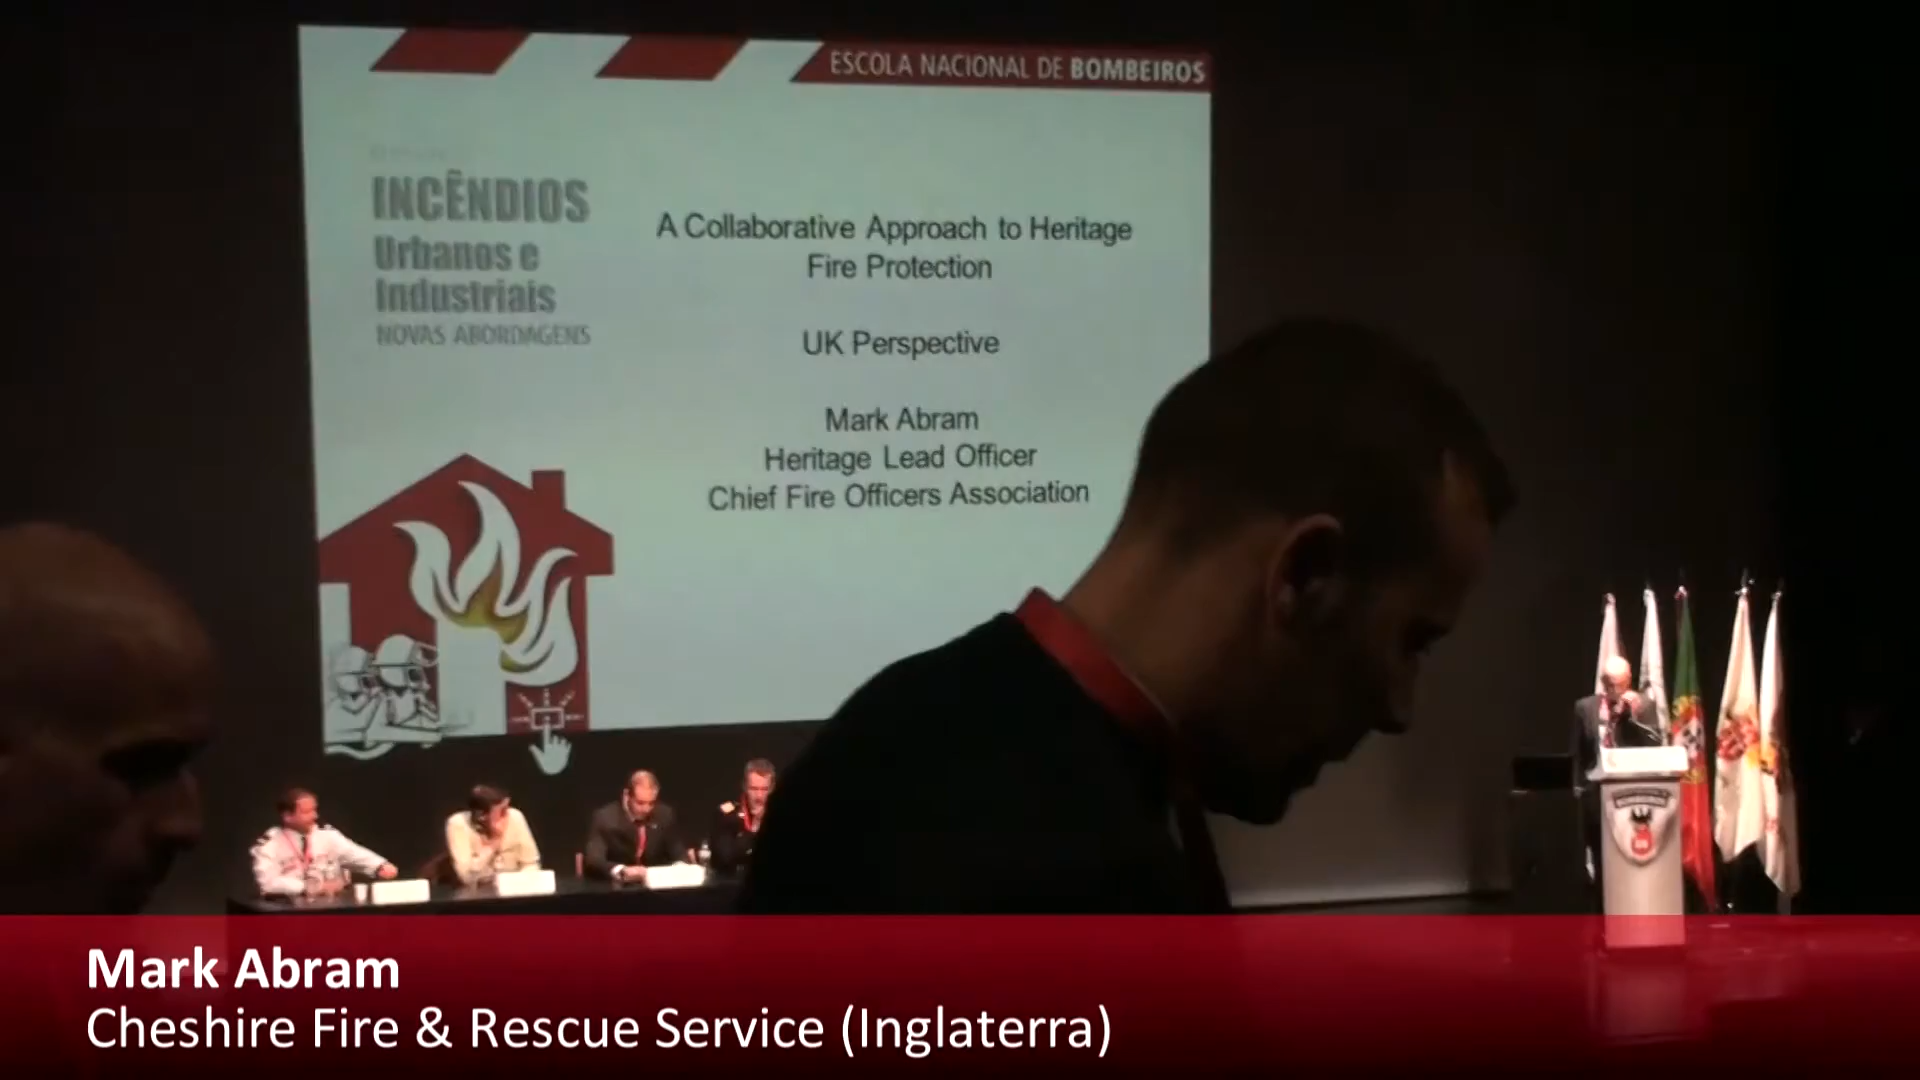 ESCOLA NACIONAL DE BOMBEIROS
INCÊNDIOS
Urbanos e
Industriais
NOVAS ABORDAGENS
A Collaborative Approach to Heritage
Fire Protection
UK Perspective
Mark Abram
Heritage Lead Officer
Chief Fire Officers Association
Mark Abram
Cheshire Fire & Rescue Service (Inglaterra)